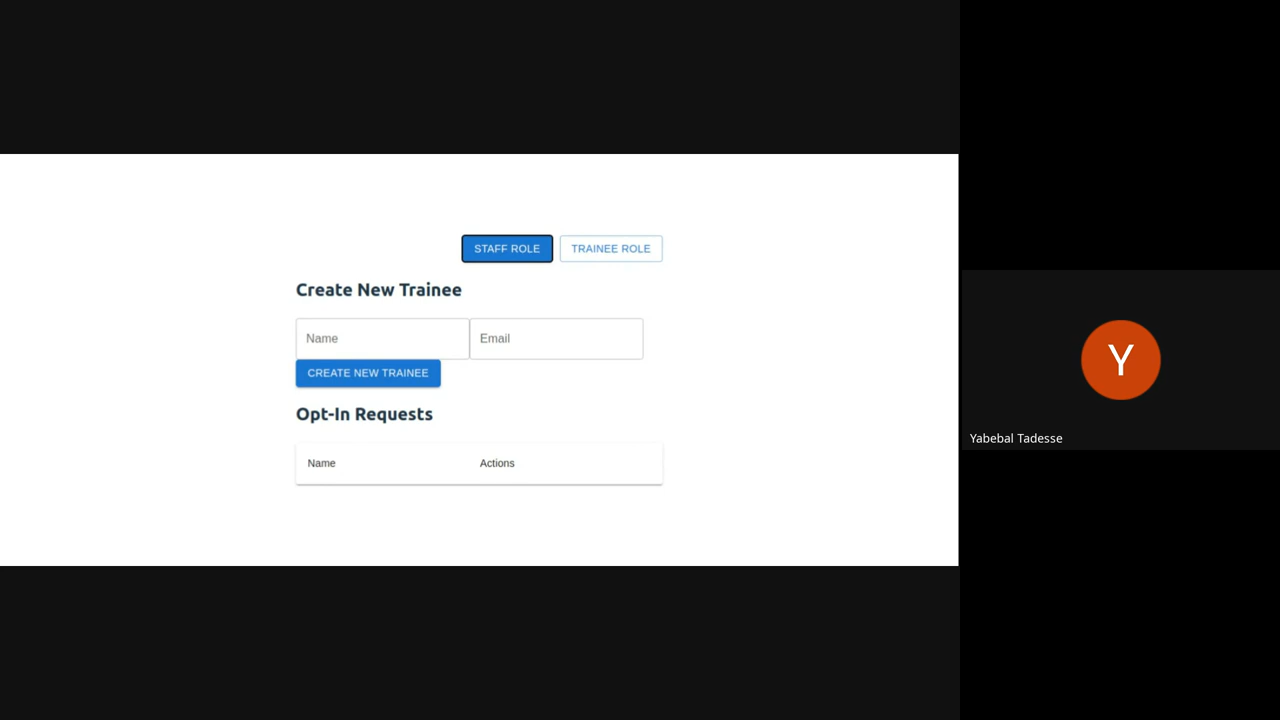 STAFF ROLE TRAINEE ROLE
Create New Trainee
Name Email
CREATE NEW TRAINEE
Opt-In Requests
Name Actions
Y
Yabebal Tadesse